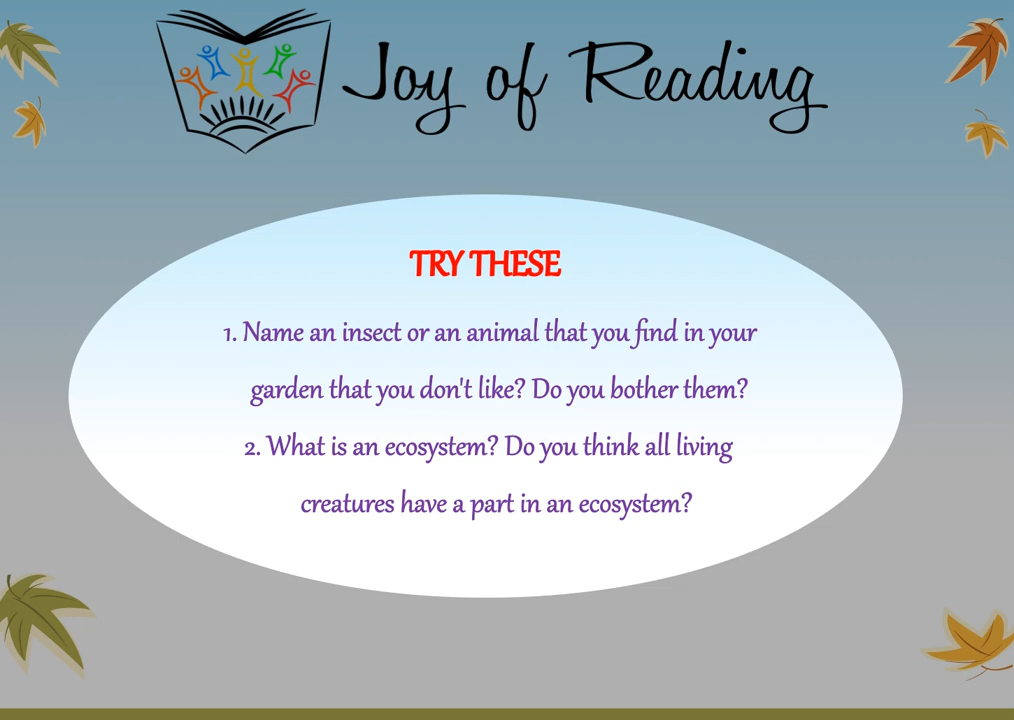 Joy of Reading
TRY THESE
1. Name an insect or an animal that you find in your
garden that you don't like? Do you bother them?
2. What is an ecosystem? Do you think all living
creatures have a part in an ecosystem?